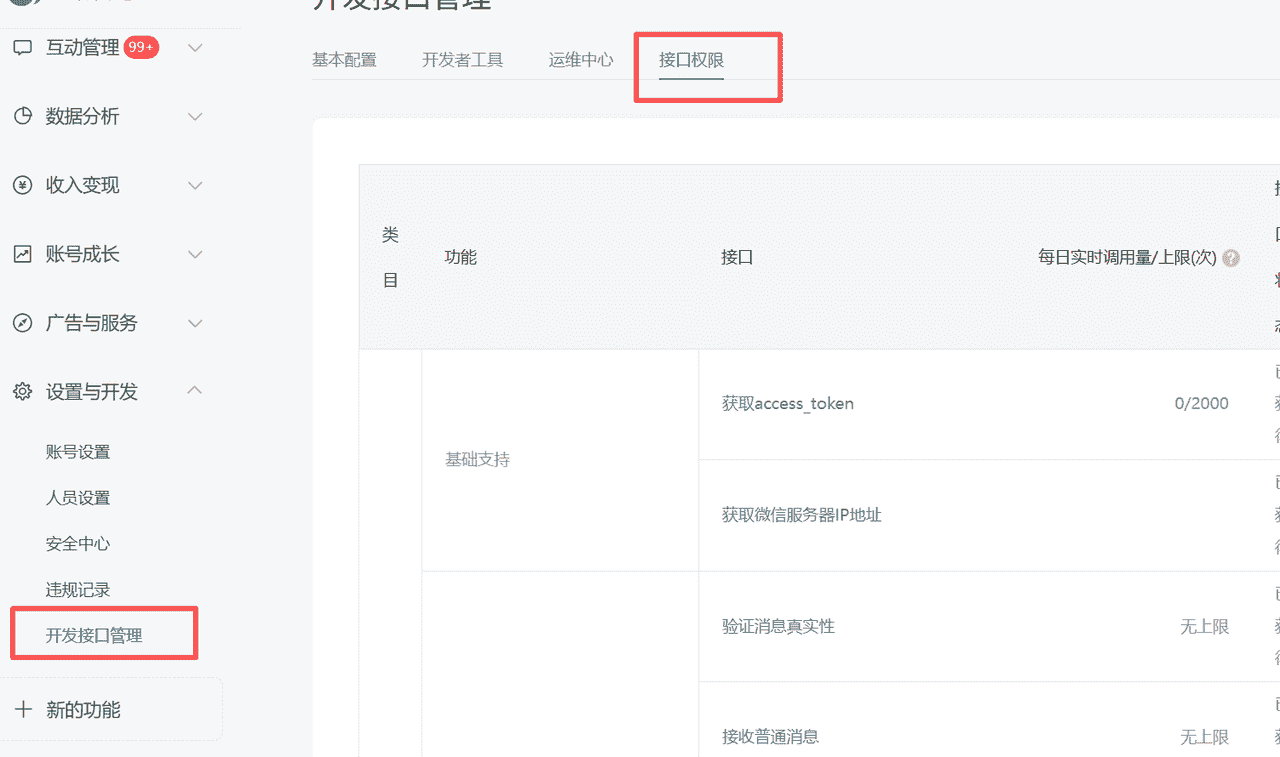 开发接口管理
互动管理 99+
基本配置 开发者工具 运维中心 接口权限
数据分析
收入变现
账号成长
广告与服务
设置与开发
账号设置
人员设置
安全中心
违规记录
开发接口管理
新的功能
类目 功能 接口 每日实时调用量/上限(次) ?
基础支持
获取access_token 0/2000
获取微信服务器IP地址
验证消息真实性 无上限
接收普通消息 无上限